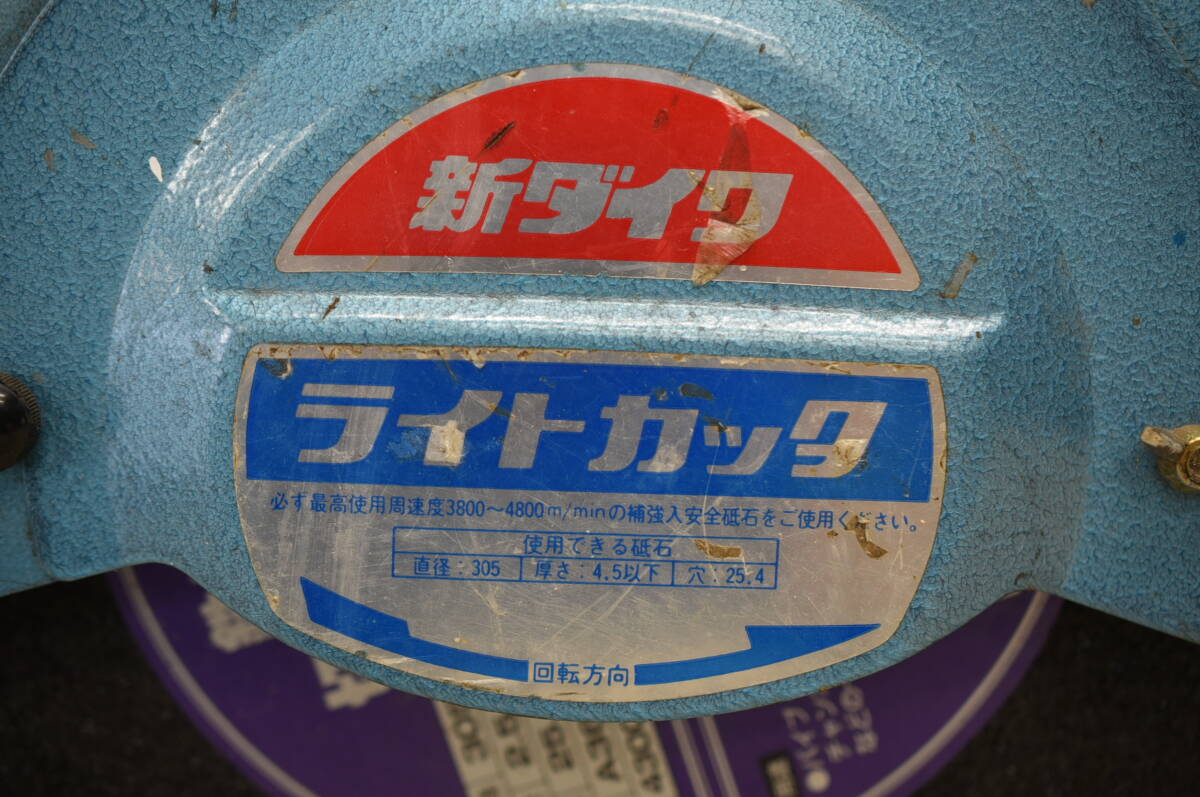 新ダイワ
ライトカッタ
必ず最高使用周速度3800～4800m/minの補強入安全砥石をご使用ください。
使用できる砥石
直径:305 厚さ:4.5以下 穴:25.4
回転方向